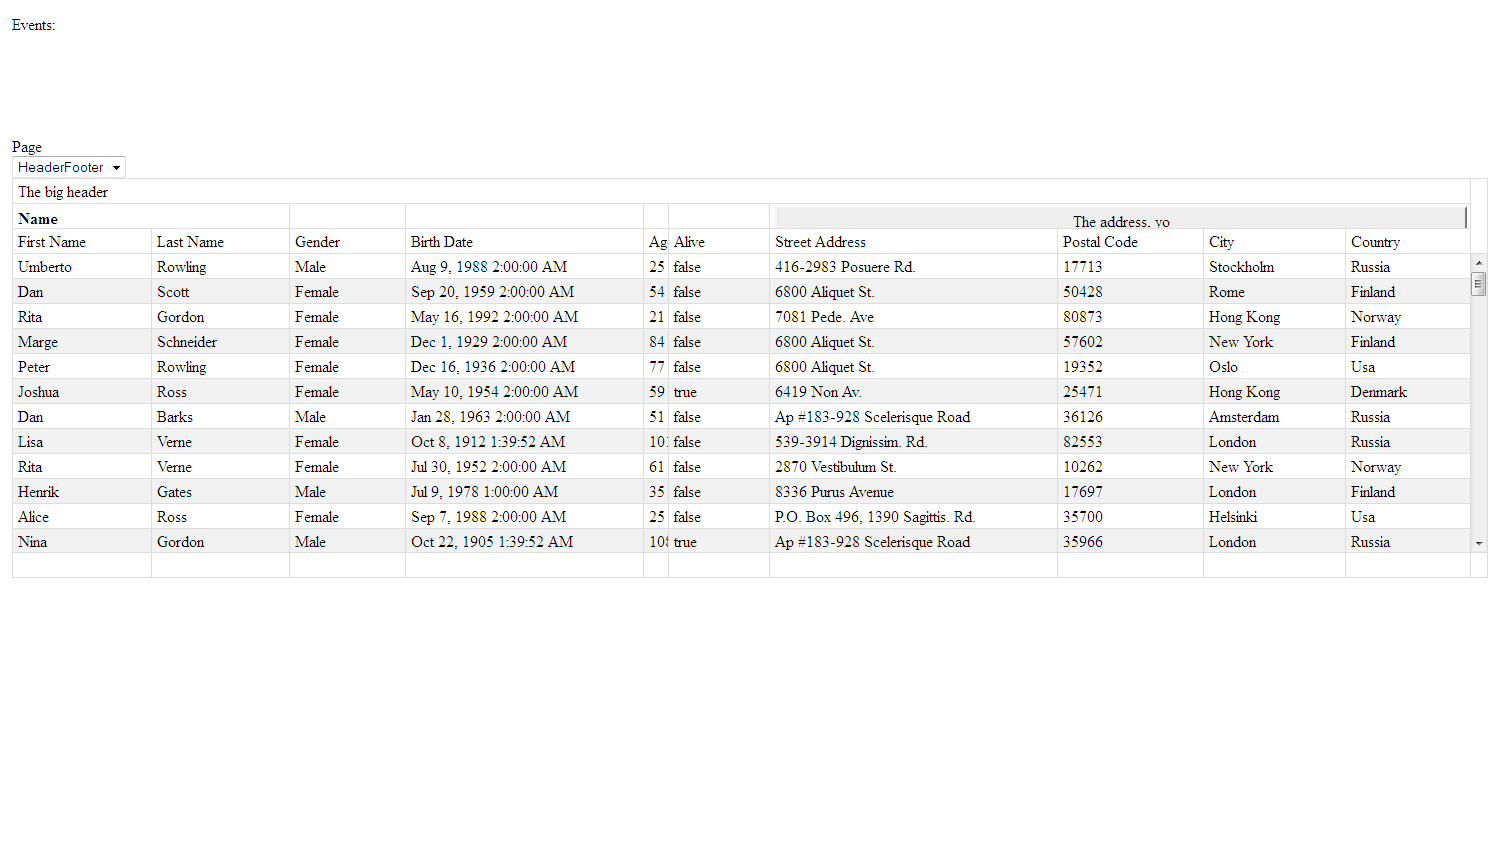 Events:
Page
HeaderFooter
The big header
Name The address, yo
First Name Last Name Gender Birth Date Ag Alive Street Address Postal Code City Country
Umberto Rowling Male Aug 9, 1988 2:00:00 AM 25 false 416-2983 Posuere Rd. 17713 Stockholm Russia
Dan Scott Female Sep 20, 1959 2:00:00 AM 54 false 6800 Aliquet St. 50428 Rome Finland
Rita Gordon Female May 16, 1992 2:00:00 AM 21 false 7081 Pede. Ave 80873 Hong Kong Norway
Marge Schneider Female Dec 1, 1929 2:00:00 AM 84 false 6800 Aliquet St. 57602 New York Finland
Peter Rowling Female Dec 16, 1936 2:00:00 AM 77 false 6800 Aliquet St. 19352 Oslo Usa
Joshua Ross Female May 10, 1954 2:00:00 AM 59 true 6419 Non Av. 25471 Hong Kong Denmark
Dan Barks Male Jan 28, 1963 2:00:00 AM 51 false Ap #183-928 Scelerisque Road 36126 Amsterdam Russia
Lisa Verne Female Oct 8, 1912 1:39:52 AM false 539-3914 Dignissim. Rd. 82553 London Russia
Rita Verne Female Jul 30, 1952 2:00:00 AM 61 false 2870 Vestibulum St. 10262 New York Norway
Henrik Gates Male Jul 9, 1978 1:00:00 AM 35 false 8336 Purus Avenue 17697 London Finland
Alice Ross Female Sep 7, 1988 2:00:00 AM 25 false P.O. Box 496, 1390 Sagittis. Rd. 35700 Helsinki Usa
Nina Gordon Male Oct 22, 1905 1:39:52 AM 108 true Ap #183-928 Scelerisque Road 35966 London Russia